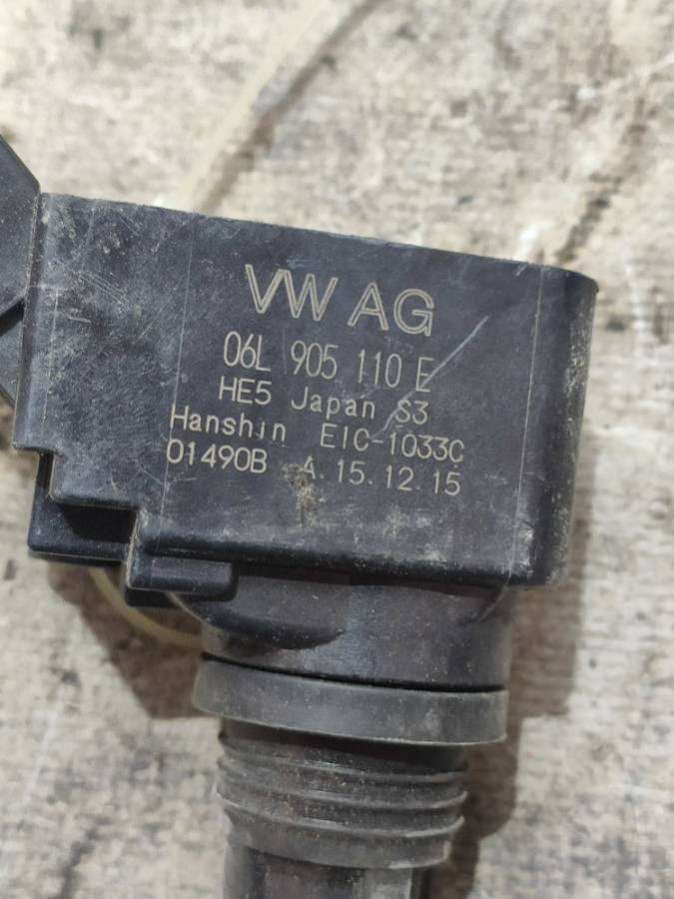 VW AG
06L 905 110 E
HE5 Japan S3
Hanshin EIC-1033C
01490B A.15.12.15